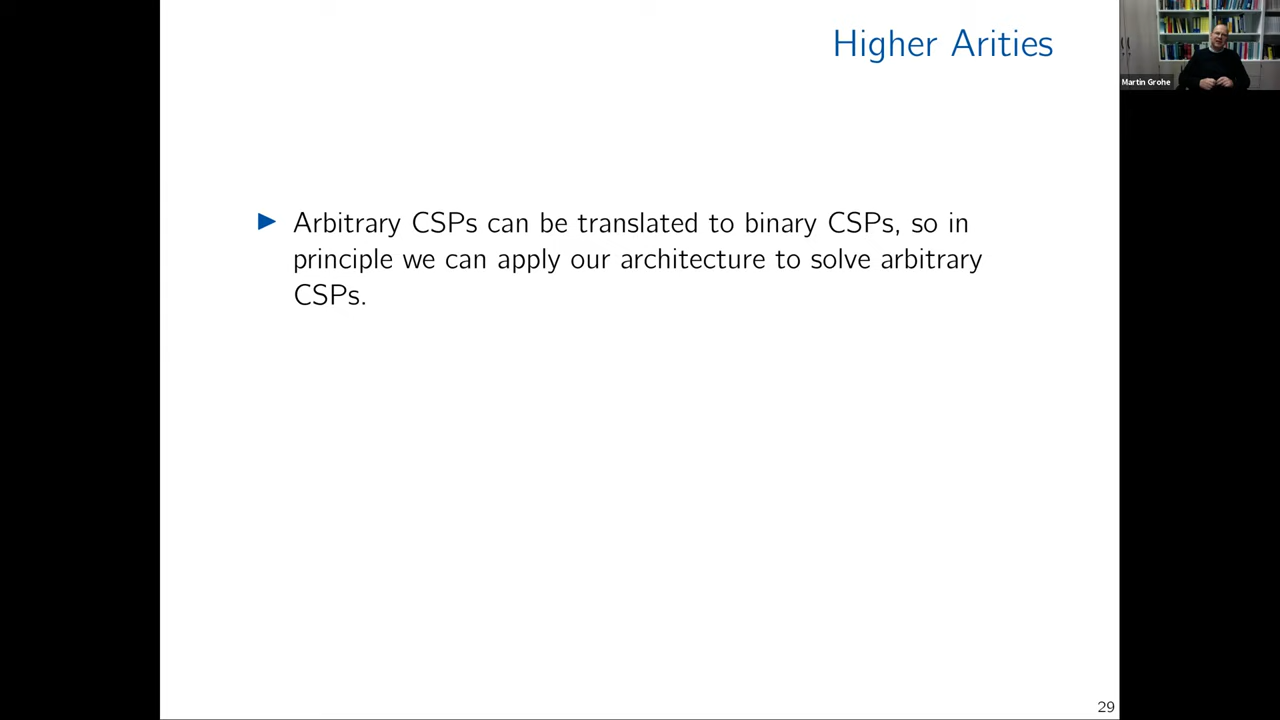 Higher Arities
Martin Grohe
▶ Arbitrary CSPs can be translated to binary CSPs, so in
principle we can apply our architecture to solve arbitrary
CSPs.
29